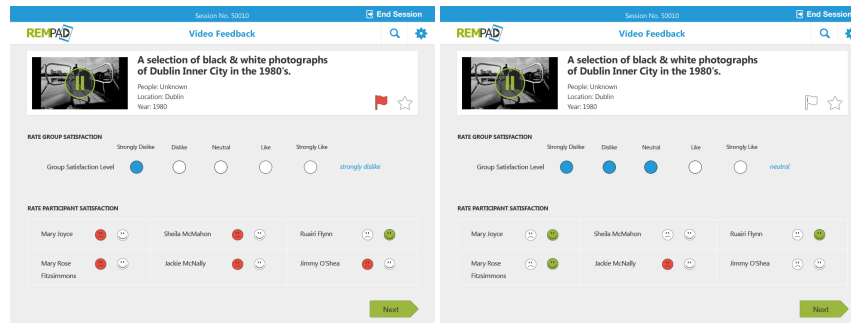 Session No. 50010
End Session
REMPAD
Video Feedback
A selection of black & white photographs
of Dublin Inner City in the 1980's.
People: Unknown
Location: Dublin
Year: 1980
RATE GROUP SATISFACTION
Strongly Dislike Dislike Neutral Like Strongly Like
Group Satisfaction Level strongly dislike
RATE PARTICIPANT SATISFACTION
Mary Joyce Sheila McMahon Ruairi Flynn
Mary Rose Jackie McNally Jimmy O'Shea
Fitzsimmons
Next
Session No. 50010
End Session
REMPAD
Video Feedback
A selection of black & white photographs
of Dublin Inner City in the 1980's.
People: Unknown
Location: Dublin
Year: 1980
RATE GROUP SATISFACTION
Strongly Dislike Dislike Neutral Like Strongly Like
Group Satisfaction Level neutral
RATE PARTICIPANT SATISFACTION
Mary Joyce Sheila McMahon Ruairi Flynn
Mary Rose Jackie McNally Jimmy O'Shea
Fitzsimmons
Next